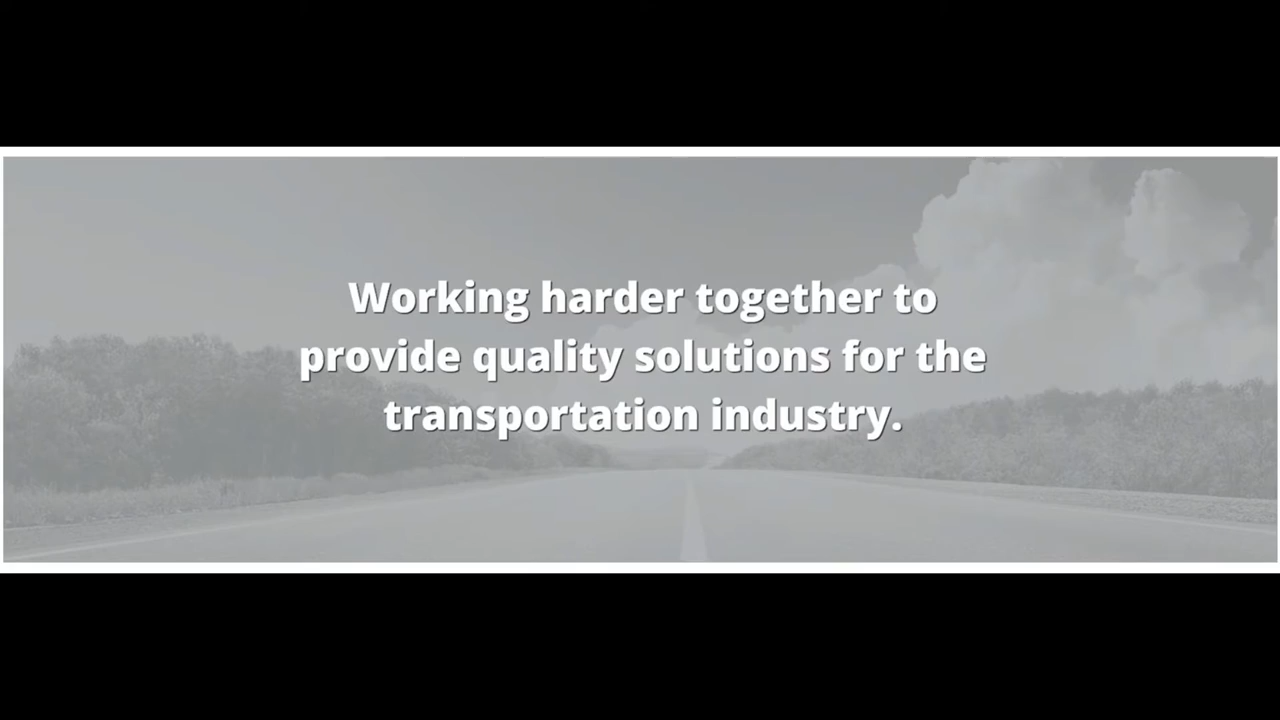 Working harder together to
provide quality solutions for the
transportation industry.